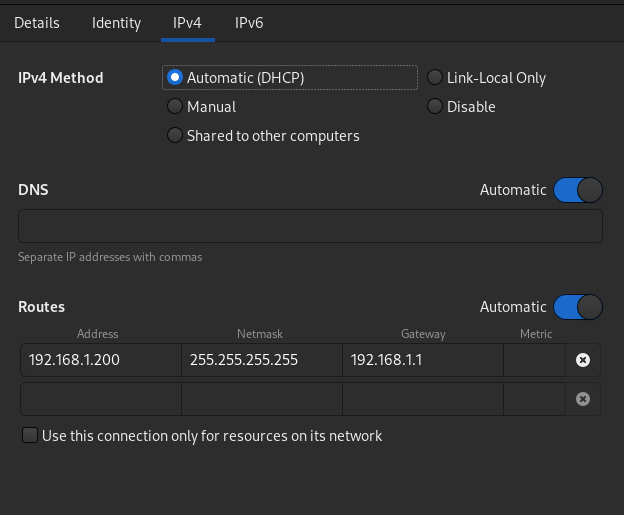 Details Identity IPv4 IPv6
IPv4 Method Automatic (DHCP) Link-Local Only
Manual Disable
Shared to other computers
DNS Automatic
Separate IP addresses with commas
Routes Automatic
Address Netmask Gateway Metric
192.168.1.200 255.255.255.255 192.168.1.1
Use this connection only for resources on its network